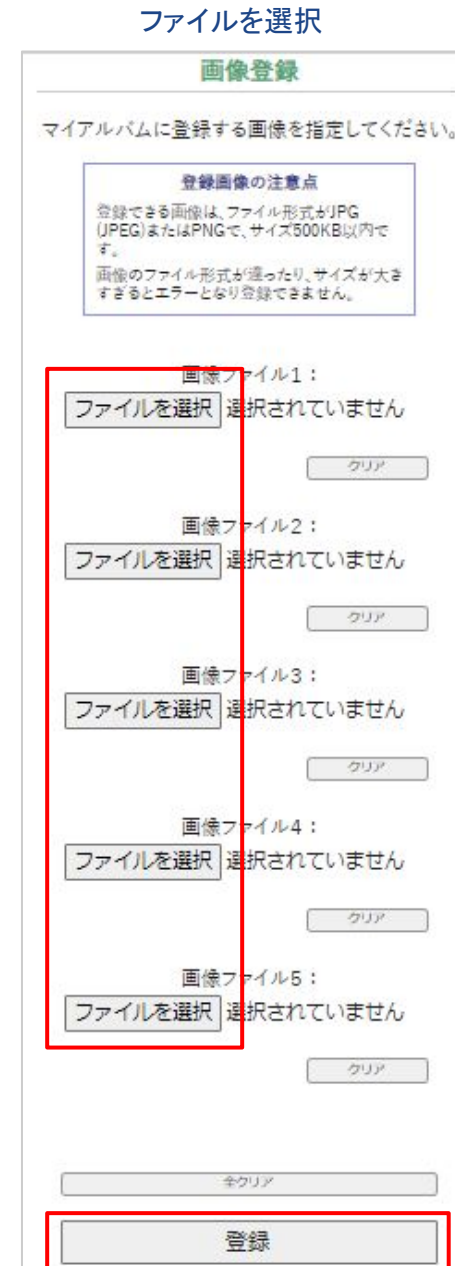 ファイルを選択
画像登録
マイアルバムに登録する画像を指定してください。
登録画像の注意点
登録できる画像は、ファイル形式がJPG
(JPEG)またはPNGで、サイズ500KB以内で
す。
画像のファイル形式が違ったり、サイズが大き
すぎるとエラーとなり登録できません。
画像ファイル1：
ファイルを選択 選択されていません
クリア
画像ファイル2：
ファイルを選択 選択されていません
クリア
画像ファイル3：
ファイルを選択 選択されていません
クリア
画像ファイル4：
ファイルを選択 選択されていません
クリア
画像ファイル5：
ファイルを選択 選択されていません
クリア
全クリア
登録